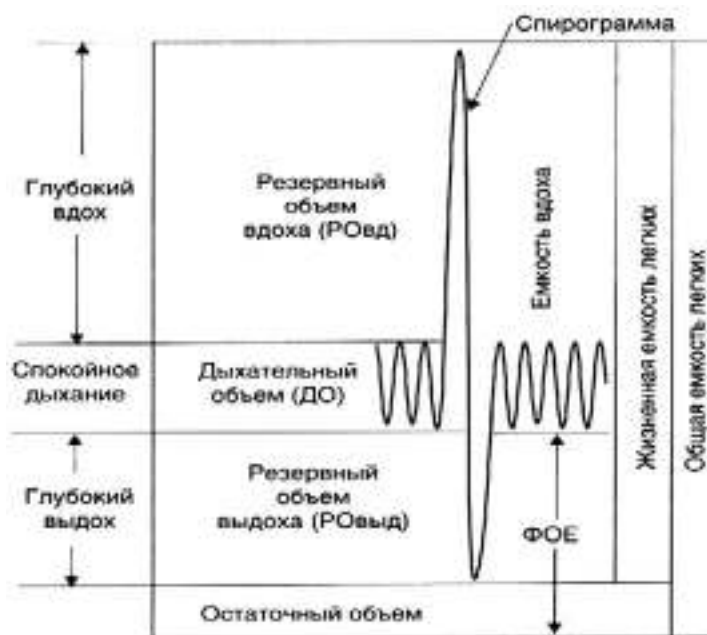 Спирограмма
Глубокий
вдох
Резервный
объем
вдоха (РОвд)
Емкость вдоха
Жизненная емкость легких
Общая емкость легких
Спокойное
дыхание
Дыхательный
объем (ДО)
Глубокий
выдох
Резервный
объем
выдоха (РОвыд)
ФОЕ
Остаточный объем